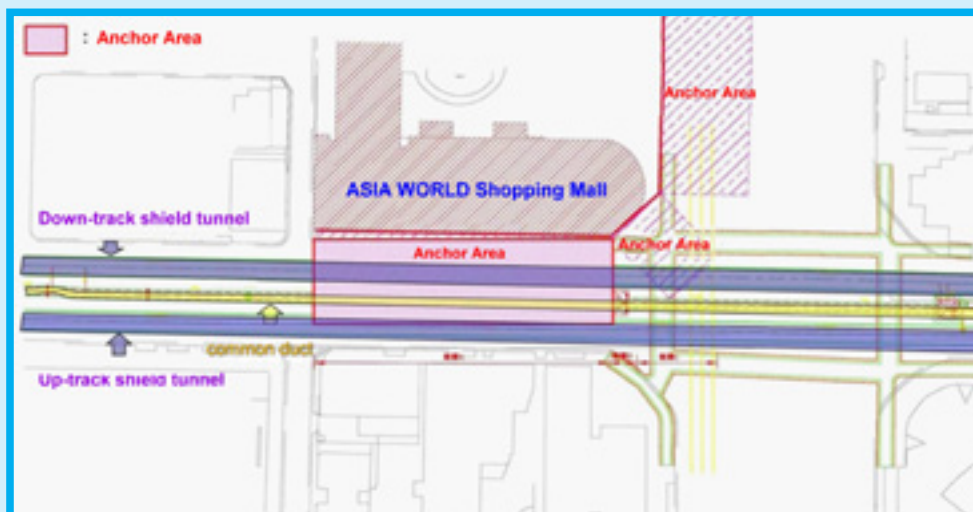 : Anchor Area
Anchor Area
ASIA WORLD Shopping Mall
Down-track shield tunnel
Anchor Area
Anchor Area
common duct
Up-track shield tunnel